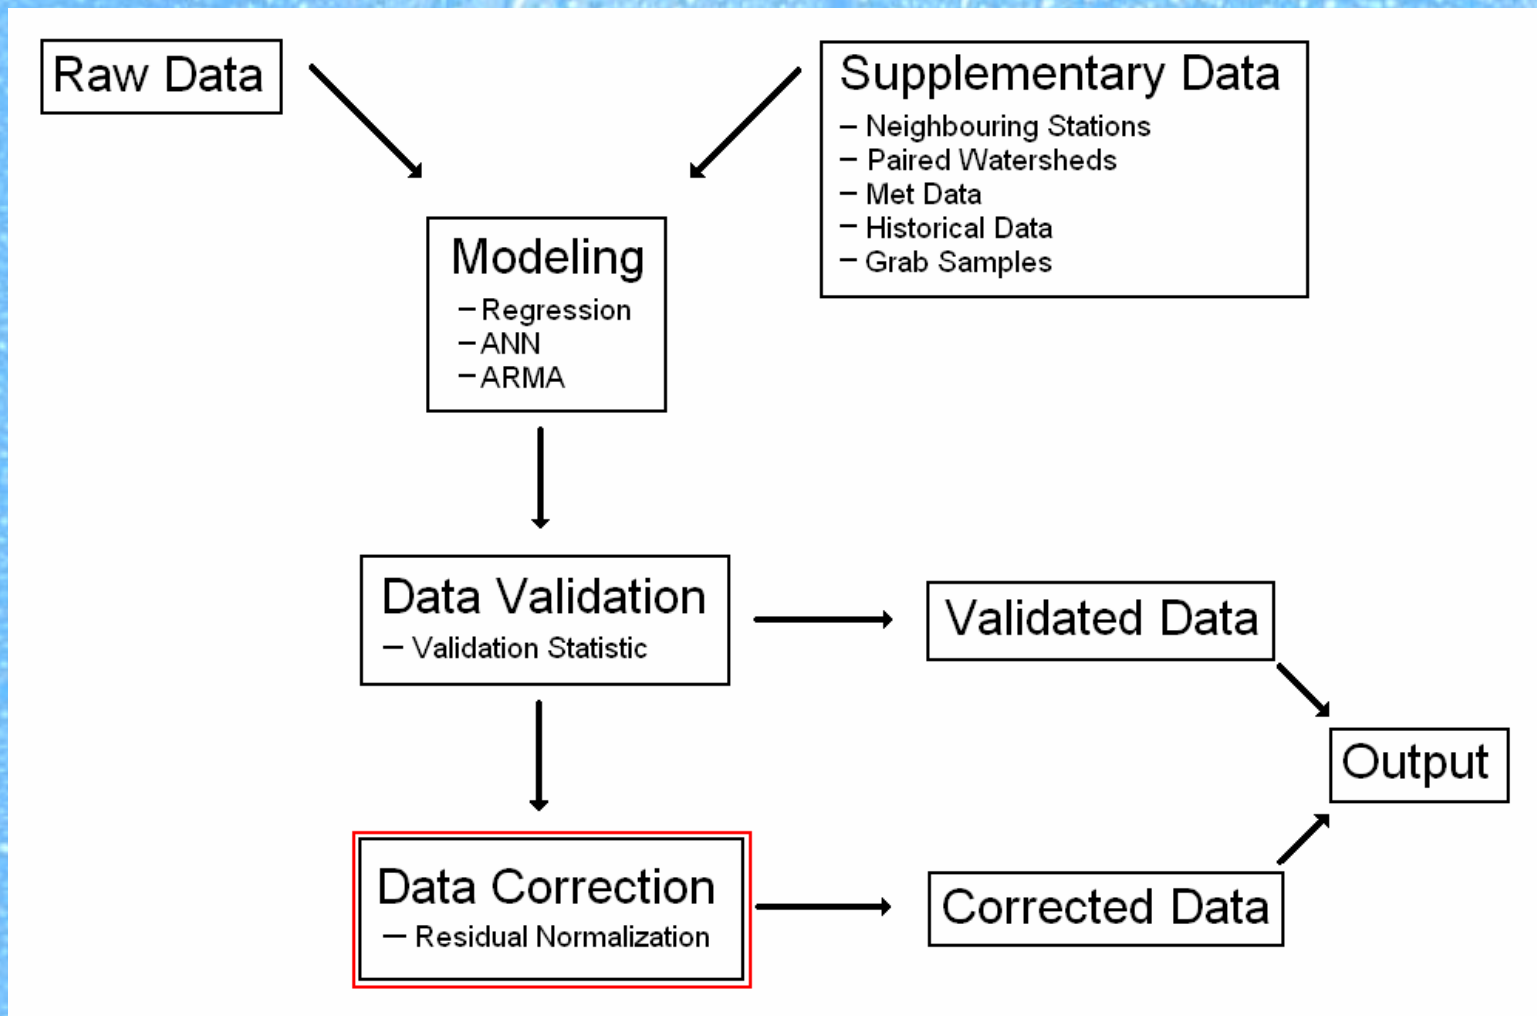 Raw Data
Supplementary Data
– Neighbouring Stations
– Paired Watersheds
– Met Data
– Historical Data
– Grab Samples
Modeling
– Regression
– ANN
– ARMA
Data Validation
– Validation Statistic
Validated Data
Output
Data Correction
– Residual Normalization
Corrected Data